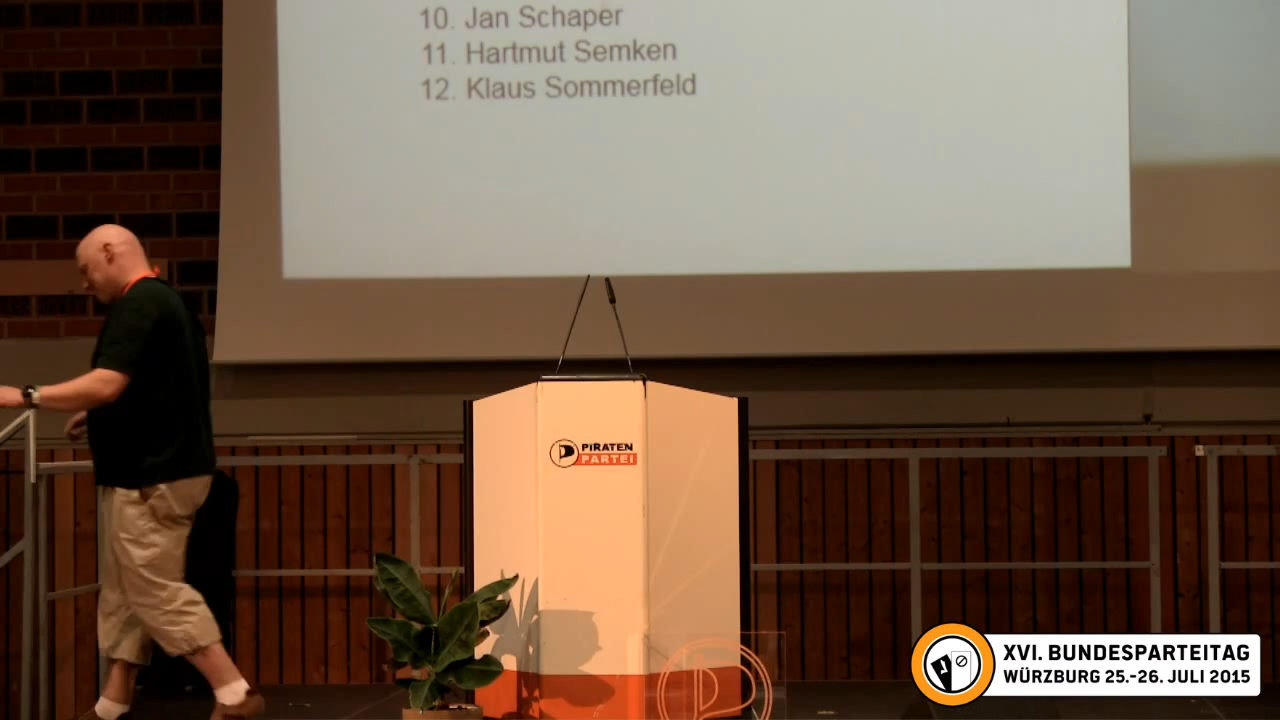 10. Jan Schaper
11. Hartmut Semken
12. Klaus Sommerfeld
PIRATEN
PARTEI
XVI. BUNDESPARTEITAG
WÜRZBURG 25.-26. JULI 2015